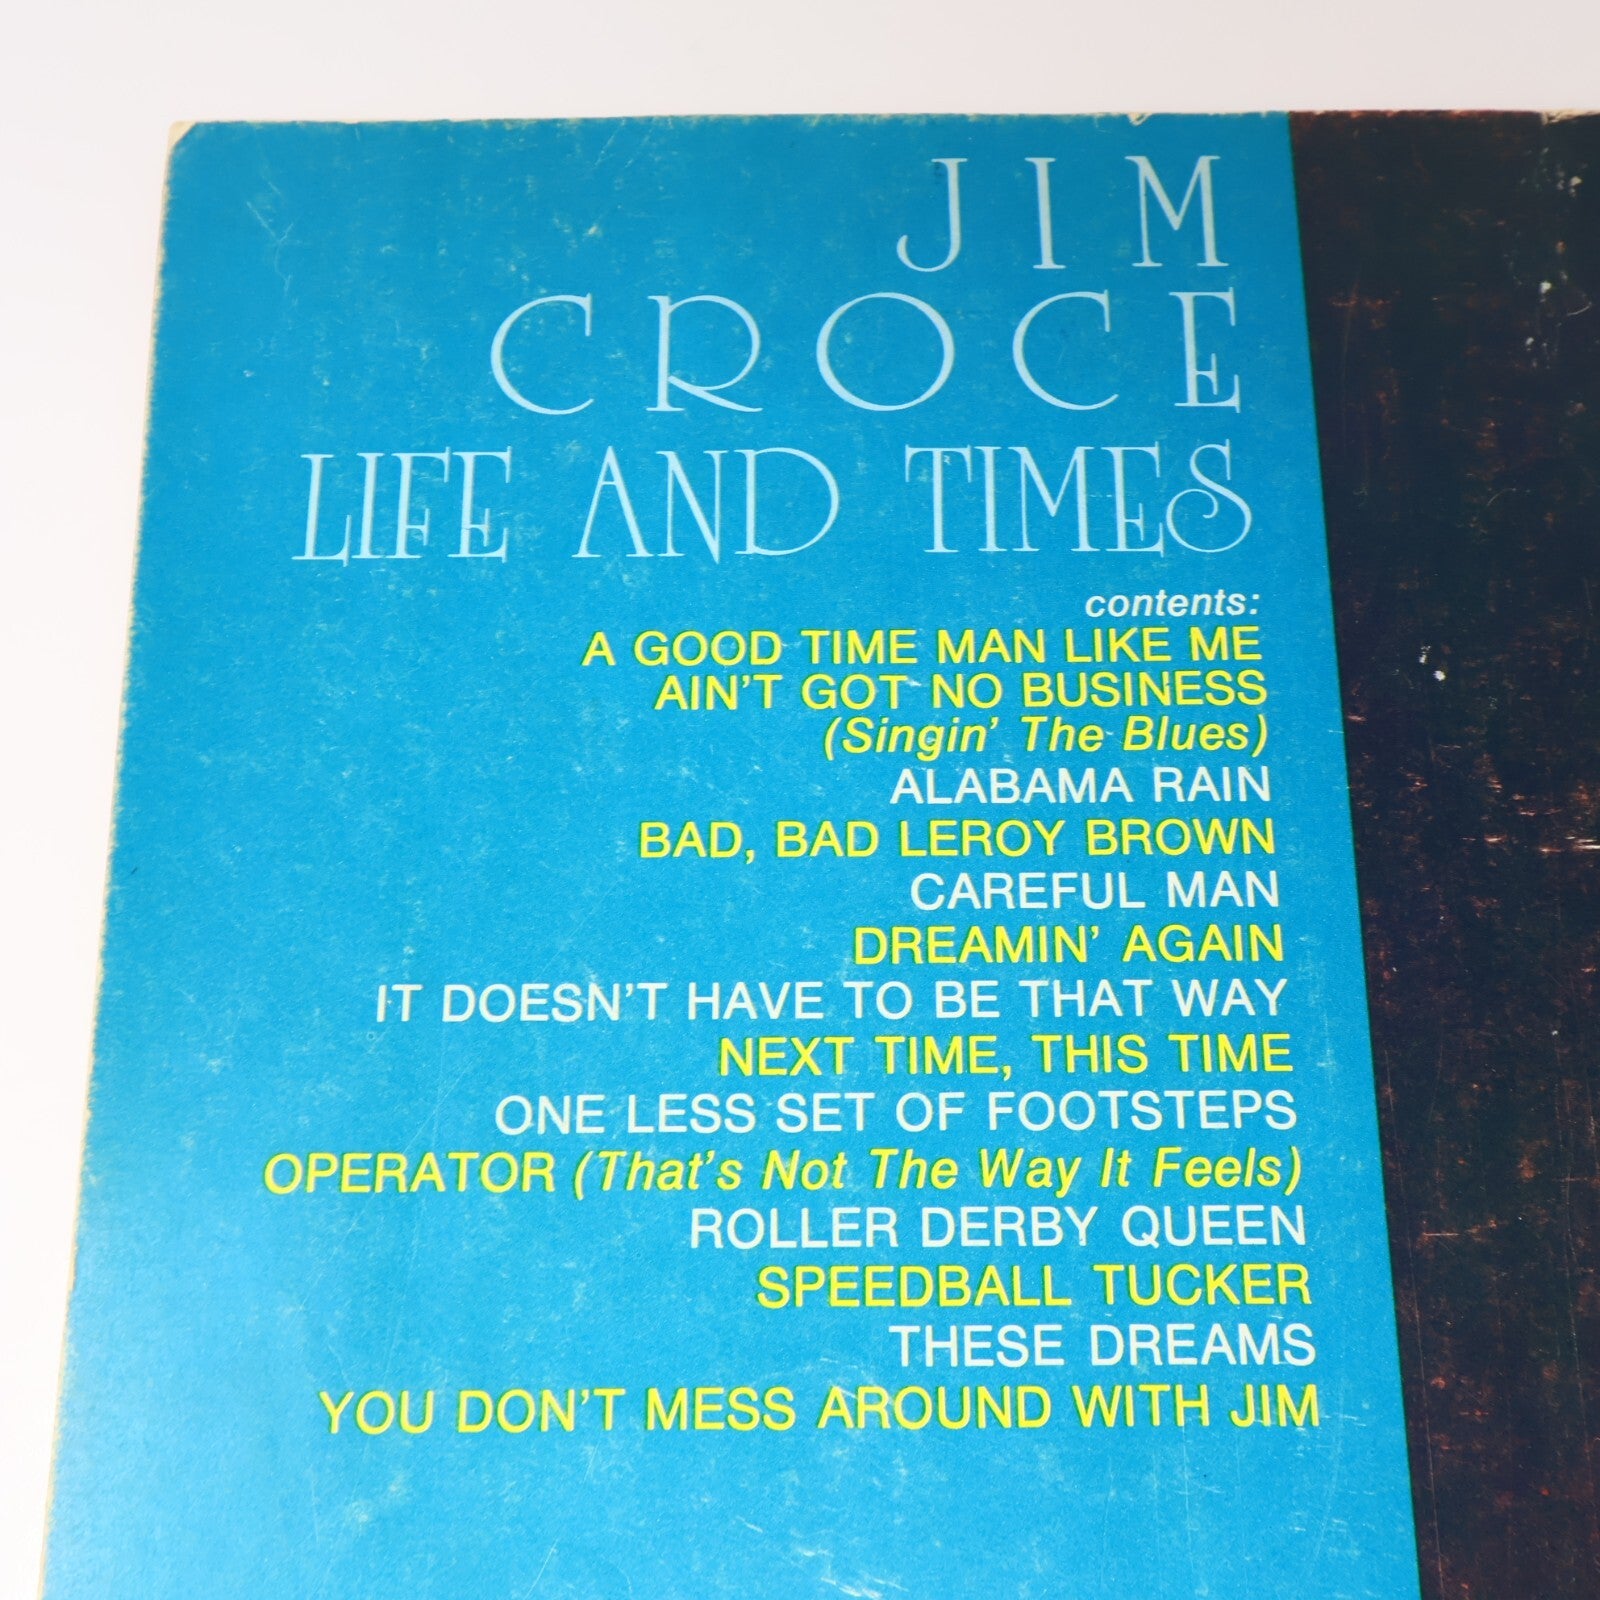 JIM
CROCE
LIFE AND TIMES
contents:
A GOOD TIME MAN LIKE ME
AIN'T GOT NO BUSINESS
(Singin' The Blues)
ALABAMA RAIN
BAD, BAD LEROY BROWN
CAREFUL MAN
DREAMIN' AGAIN
IT DOESN'T HAVE TO BE THAT WAY
NEXT TIME, THIS TIME
ONE LESS SET OF FOOTSTEPS
OPERATOR (That's Not The Way It Feels)
ROLLER DERBY QUEEN
SPEEDBALL TUCKER
THESE DREAMS
YOU DON'T MESS AROUND WITH JIM